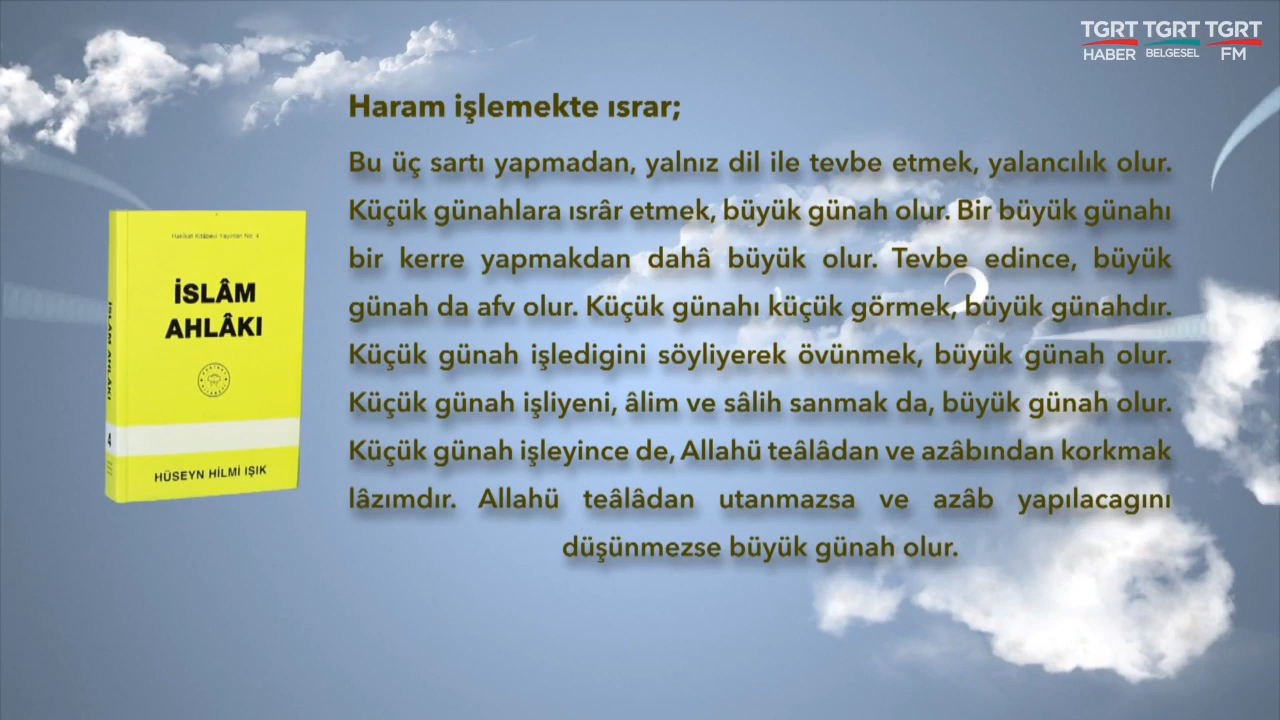 TGRT TGRT TGRT
HABER BELGESEL FM
Haram işlemekte ısrar;
Bu üç sartı yapmadan, yalnız dil ile tevbe etmek, yalancılık olur.
Küçük günahlara ısrâr etmek, büyük günah olur. Bir büyük günahı
bir kerre yapmakdan dahâ büyük olur. Tevbe edince, büyük
günah da afv olur. Küçük günahı küçük görmek, büyük günahdır.
Küçük günah işledigini söyliyerek övünmek, büyük günah olur.
Küçük günah işliyeni, âlim ve sâlih sanmak da, büyük günah olur.
Küçük günah işleyince de, Allahü teâlâdan ve azâbından korkmak
lâzımdır. Allahü teâlâdan utanmazsa ve azâb yapılacagını
düşünmezse büyük günah olur.
Hakîkat Kitâbevi Yayınları No: 4
İSLÂM
AHLÂKI
HÜSEYN HİLMİ IŞIK
İSLÂM AHLÂKI
4